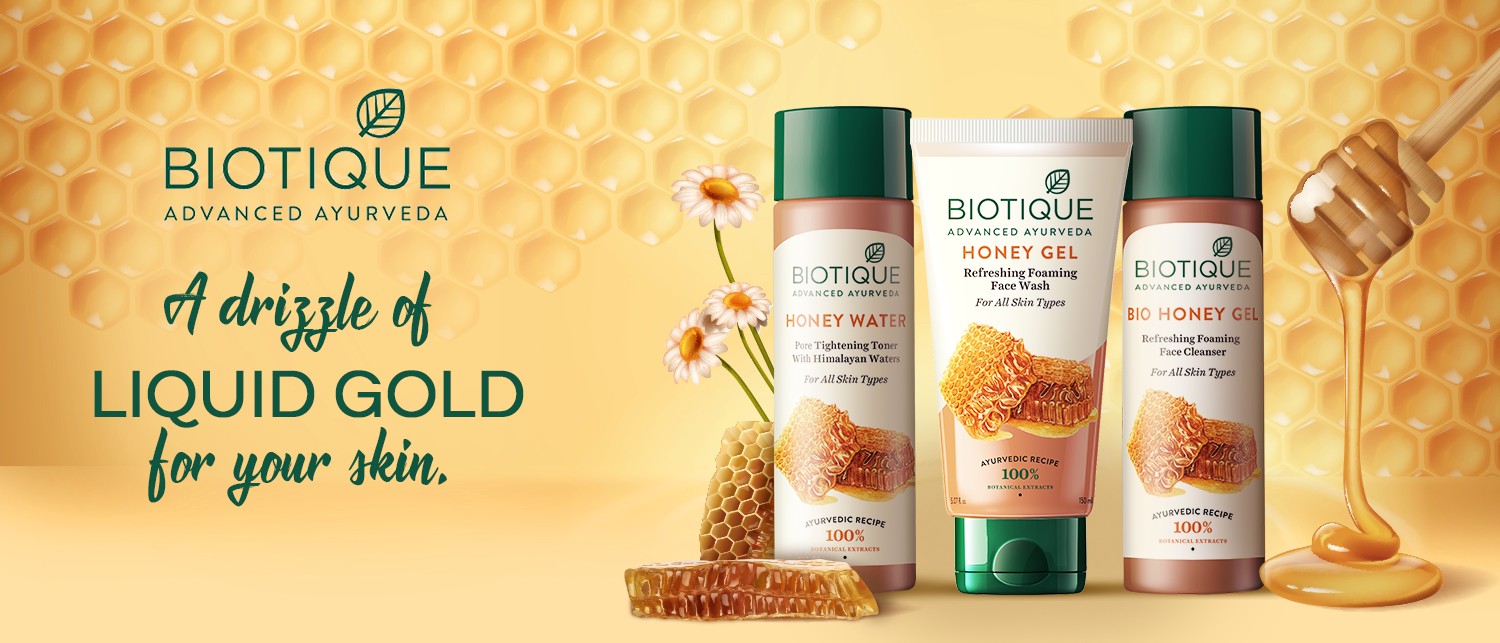 BIOTIQUE
ADVANCED AYURVEDA
A drizzle of
LIQUID GOLD
for your skin.
BIOTIQUE
ADVANCED AYURVEDA
HONEY WATER
Pore Tightening Toner
With Himalayan Waters
For All Skin Types
AYURVEDIC RECIPE
100%
BOTANICAL EXTRACTS
BIOTIQUE
ADVANCED AYURVEDA
HONEY GEL
Refreshing Foaming
Face Wash
For All Skin Types
AYURVEDIC RECIPE
100%
BOTANICAL EXTRACTS
150 ml
BIOTIQUE
ADVANCED AYURVEDA
BIO HONEY GEL
Refreshing Foaming
Face Cleanser
For All Skin Types
AYURVEDIC RECIPE
100%
BOTANICAL EXTRACTS